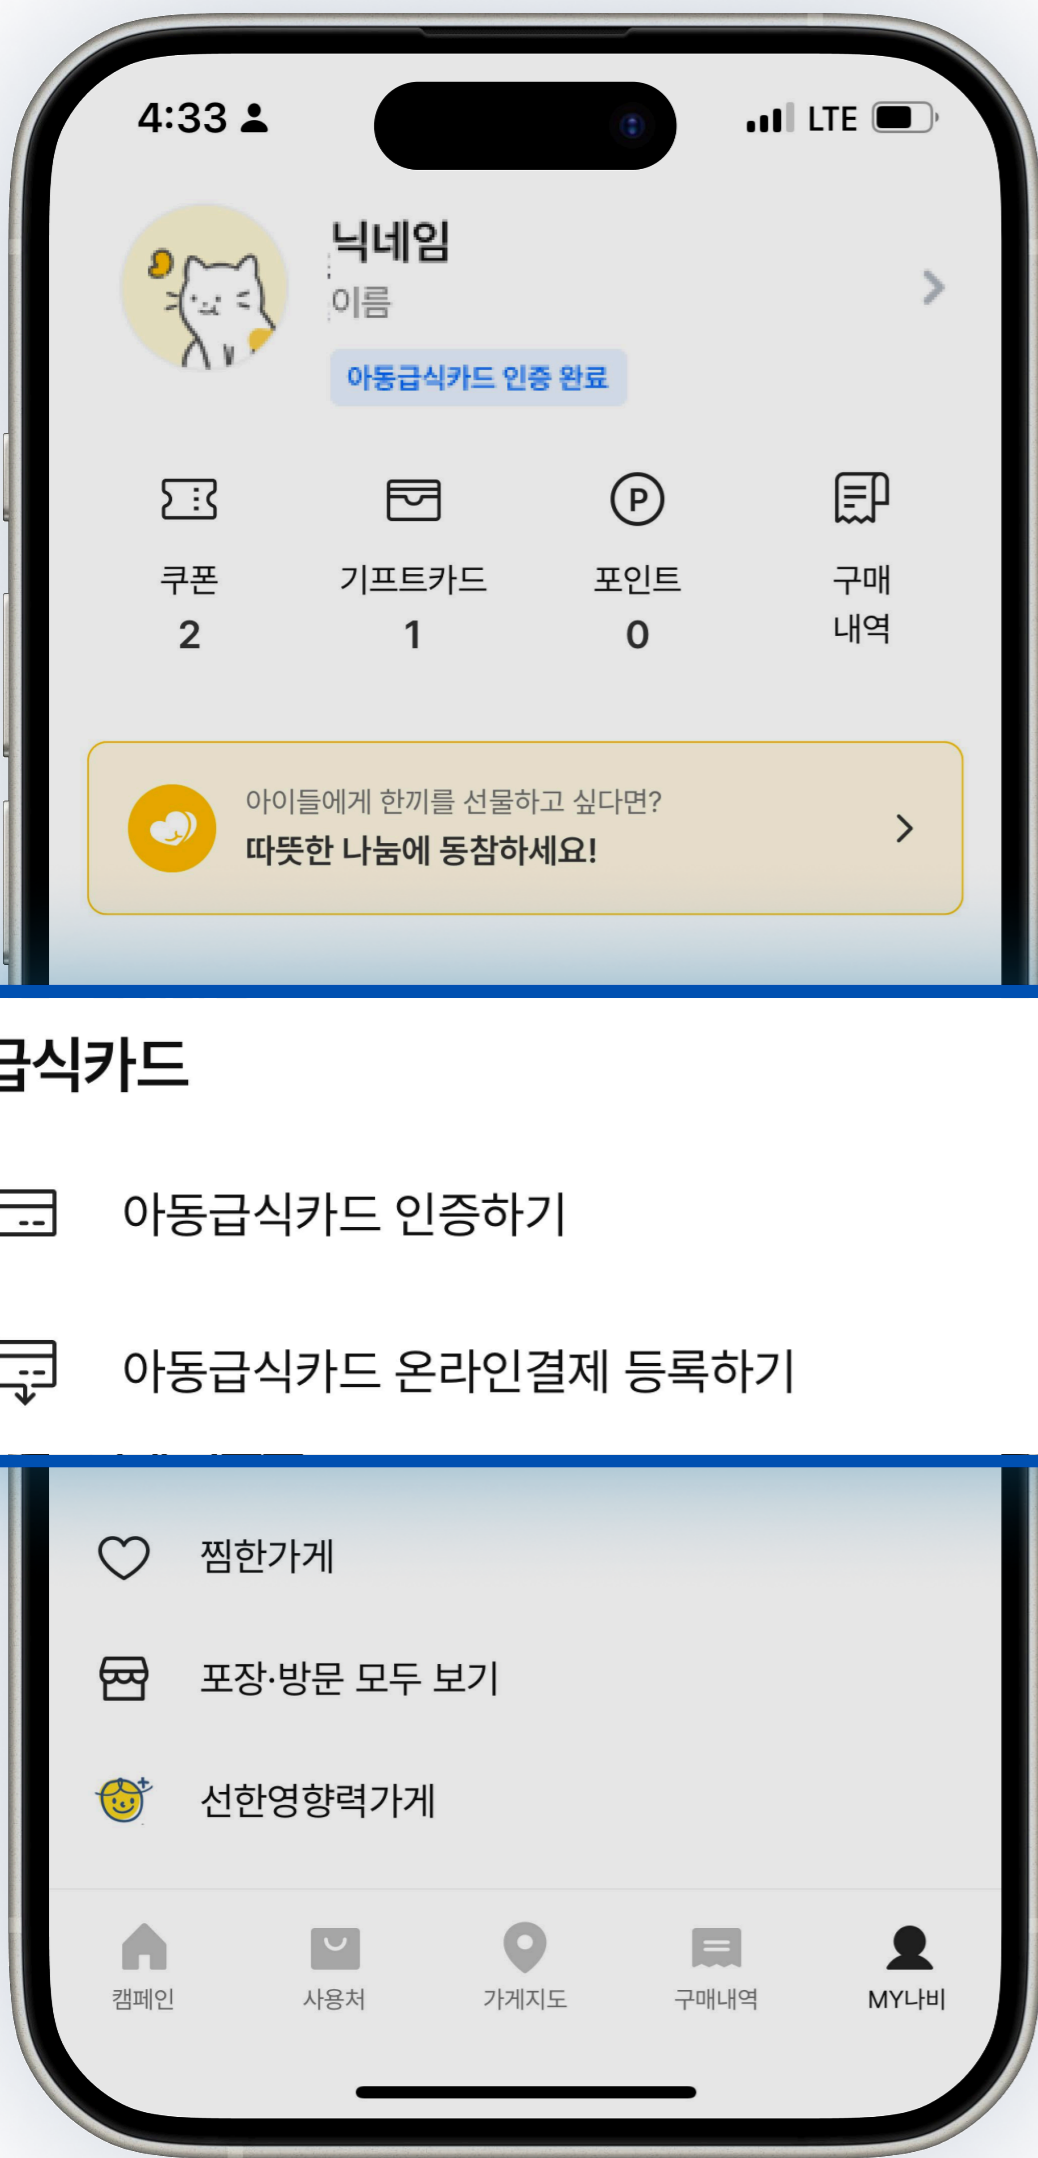 4:33
LTE
닉네임
이름
아동급식카드 인증 완료
쿠폰
2
기프트카드
1
포인트
0
구매
내역
아이들에게 한끼를 선물하고 싶다면?
따뜻한 나눔에 동참하세요!
급식카드
아동급식카드 인증하기
아동급식카드 온라인결제 등록하기
찜한가게
포장·방문 모두 보기
선한영향력가게
캠페인
사용처
가게지도
구매내역
MY나비